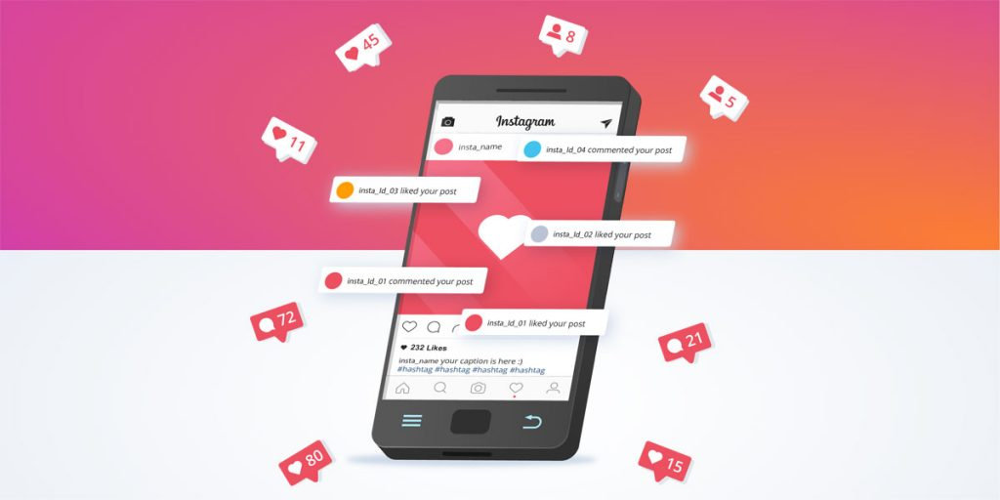 45
8
5
11
Instagram
insta_name
insta_Id_04 commented your post
insta_Id_03 liked your post
insta_Id_02 liked your post
insta_Id_01 commented your post
insta_Id_01 liked your post
72
21
232 Likes
insta_name your caption is here :)
#hashtag #hashtag #hashtag #hashtag
80
15